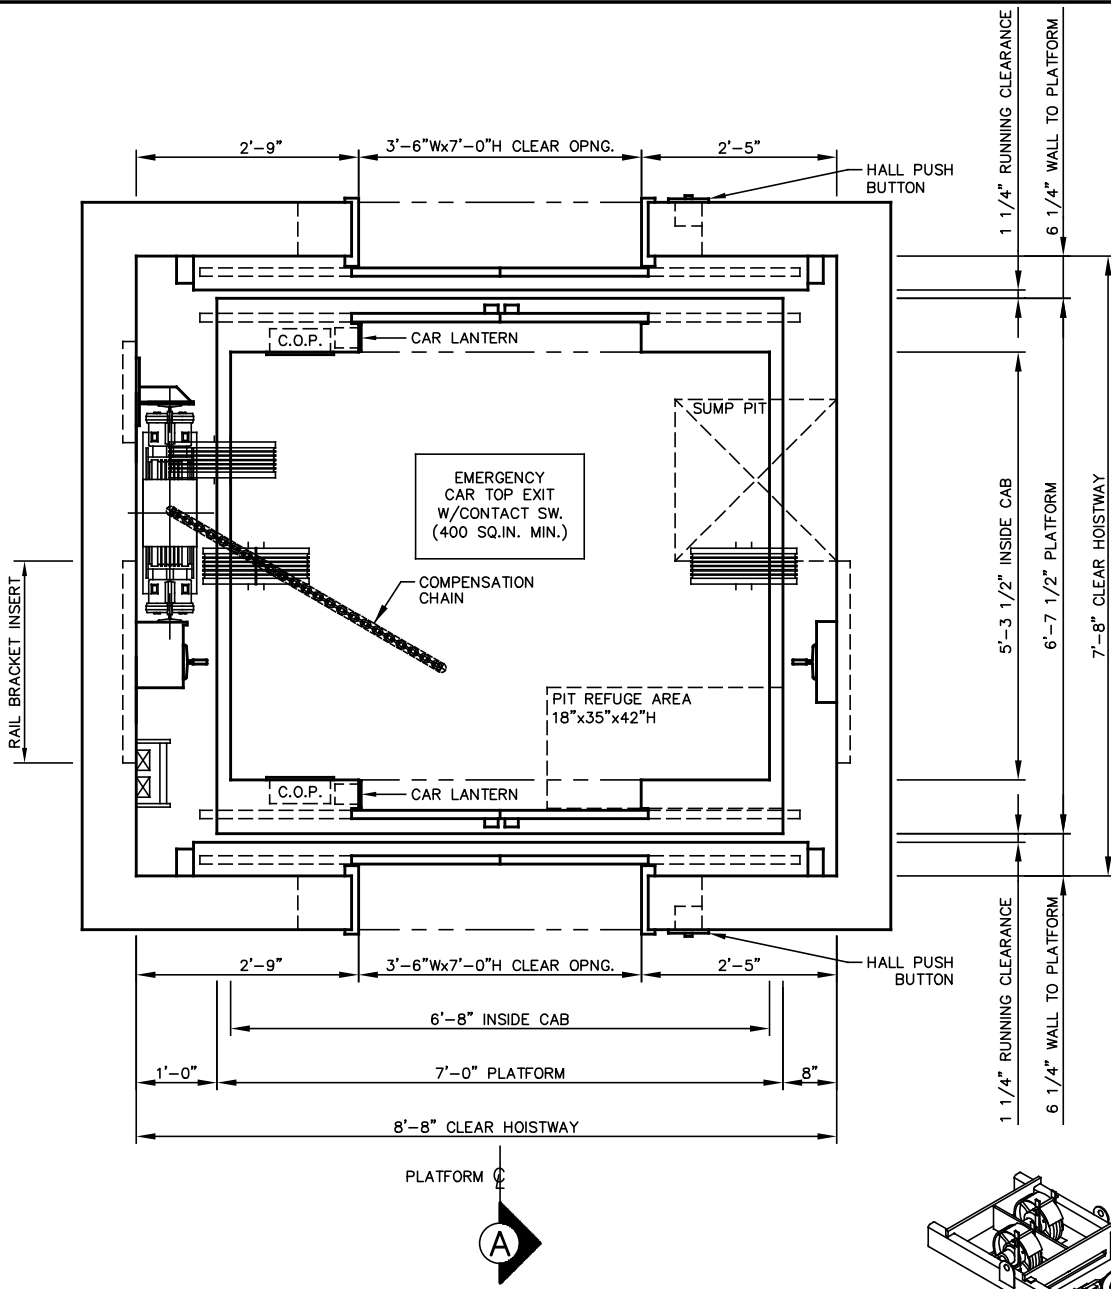 1 1/4" RUNNING CLEARANCE
6 1/4" WALL TO PLATFORM
2'-9"
3'-6"Wx7'-0"H CLEAR OPNG.
2'-5"
HALL PUSH
BUTTON
C.O.P.
CAR LANTERN
SUMP PIT
EMERGENCY
CAR TOP EXIT
W/CONTACT SW.
(400 SQ.IN. MIN.)
COMPENSATION
CHAIN
RAIL BRACKET INSERT
5'-3 1/2" INSIDE CAB
6'-7 1/2" PLATFORM
7'-8" CLEAR HOISTWAY
PIT REFUGE AREA
18"x35"x42"H
C.O.P.
CAR LANTERN
2'-9"
3'-6"Wx7'-0"H CLEAR OPNG.
2'-5"
HALL PUSH
BUTTON
1 1/4" RUNNING CLEARANCE
6 1/4" WALL TO PLATFORM
6'-8" INSIDE CAB
1'-0"
7'-0" PLATFORM
8"
8'-8" CLEAR HOISTWAY
PLATFORM ℄
A